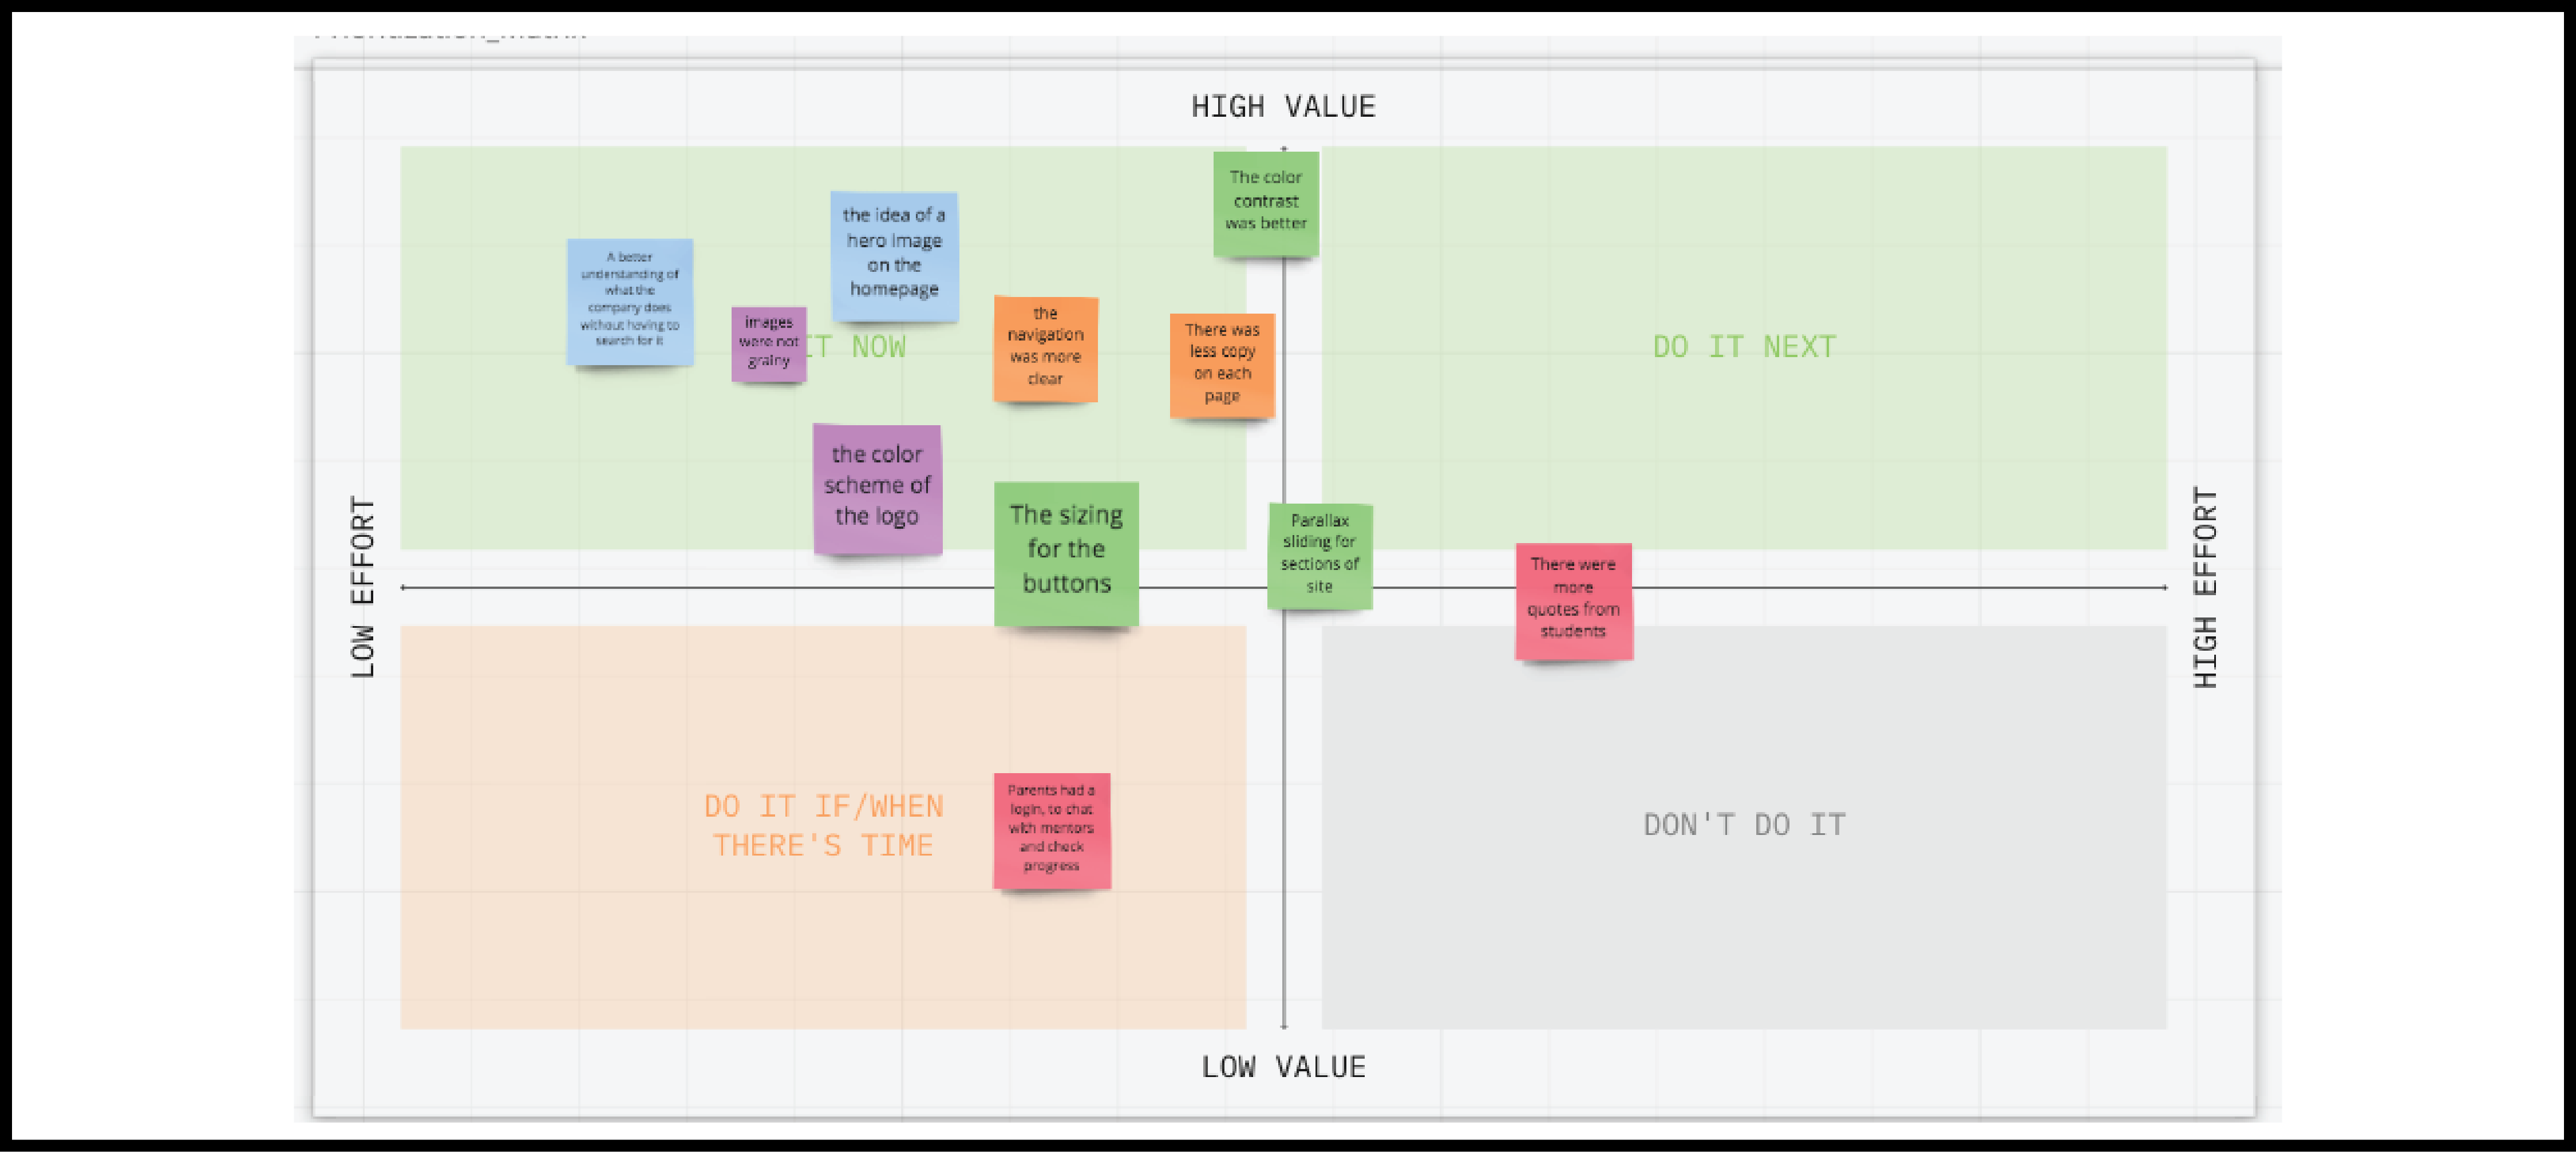 HIGH VALUE
The color
contrast
was better
the idea of a
hero image
on the
homepage
A better
understanding of
what the
company does
without having to
search for it
images
were not
grainy
IT NOW
the
navigation
was more
clear
There was
less copy
on each
page
DO IT NEXT
the color
scheme of
the logo
The sizing
for the
buttons
Parallax
sliding for
sections of
site
There were
more
quotes from
students
LOW EFFORT
HIGH EFFORT
DO IT IF/WHEN
THERE'S TIME
Parents had a
login, to chat
with mentors
and check
progress
DON'T DO IT
LOW VALUE